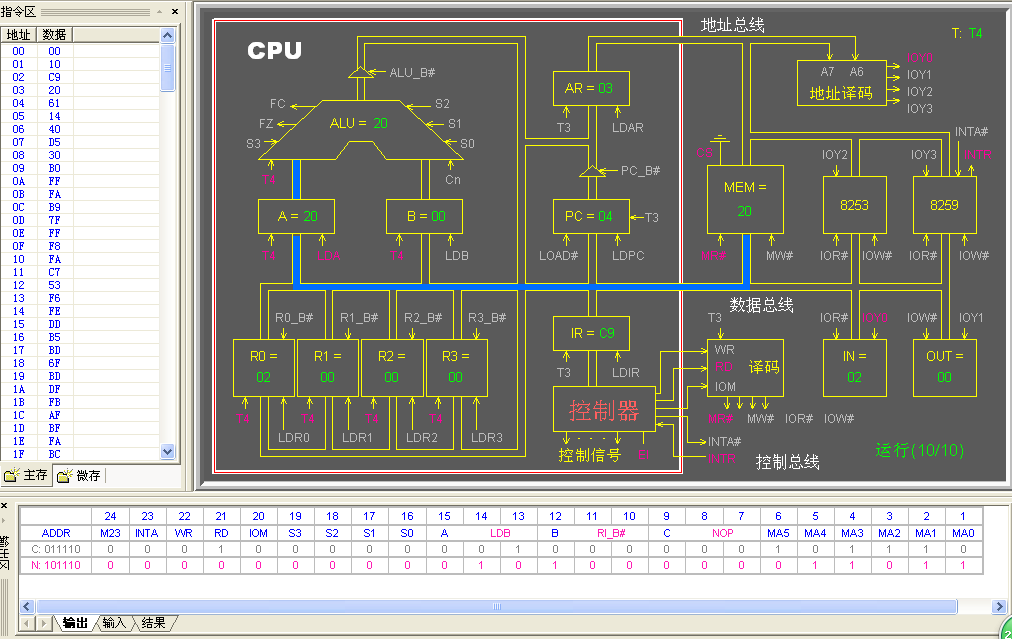 指令区
地址 数据
00 00
01 10
02 C9
03 20
04 61
05 14
06 40
07 D5
08 30
09 B0
0A FF
0B FA
0C B9
0D 7F
0E FF
0F F8
10 FA
11 C7
12 53
13 F6
14 FE
15 DD
16 B5
17 BD
18 6F
19 BD
1A DF
1B FB
1C AF
1D BF
1E FA
1F BC
主存 微存
CPU
地址总线
T: T4
ALU_B#
FC
FZ
S3
ALU = 20
S2
S1
S0
Cn
A = 20
B = 00
LDB
AR = 03
T3
LDAR
PC_B#
PC = 04
T3
LOAD#
LDPC
A7 A6
地址译码
IOY1
IOY2
IOY3
MEM =
20
MW#
IOY2
8253
IOR# IOW#
INTA#
IOY3
8259
IOR# IOW#
数据总线
R0_B# R1_B# R2_B# R3_B#
R0 =
02
R1 =
00
R2 =
00
R3 =
00
T4 T4 T4
LDR0 LDR1 LDR2 LDR3
IR = C9
T3 LDIR
控制器
控制信号
T3
WR
RD
IOM
译码
MW# IOR# IOW#
INTA#
INTR
控制总线
IOR#
IN =
02
IOW# IOY1
OUT =
00
运行(10/10)
24 23 22 21 20 19 18 17 16 15 14 13 12 11 10 9 8 7 6 5 4 3 2 1
ADDR M23 INTA WR RD IOM S3 S2 S1 S0 A LDB B RI_B# C NOP MA5 MA4 MA3 MA2 MA1 MA0
C: 011110 0 0 0 1 0 0 0 0 0 0 0 1 0 0 0 0 0 0 1 0 1 1 1 0
N: 101110 0 0 0 0 0 0 0 0 0 0 1 0 1 0 0 0 0 0 0 1 1 0 1 1
输出 输入 结果